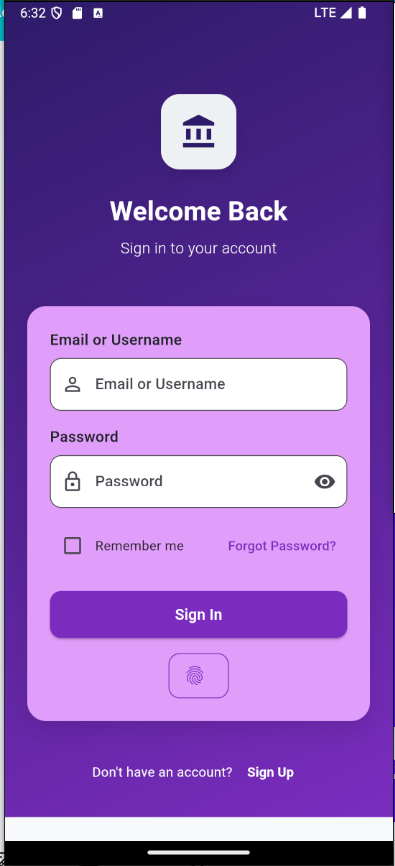 6:32
LTE
Welcome Back
Sign in to your account
Email or Username
Email or Username
Password
Password
Remember me Forgot Password?
Sign In
Don't have an account? Sign Up